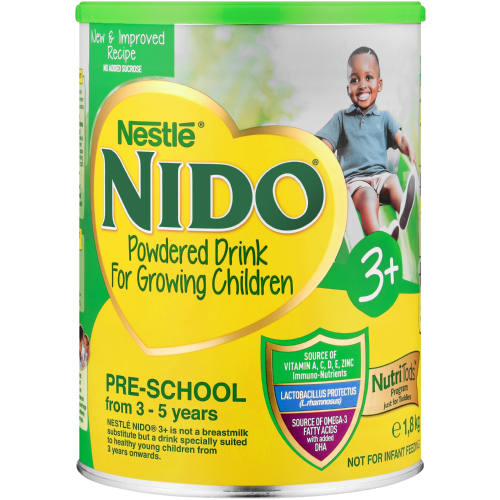 New & Improved
Recipe
NO ADDED SUCROSE
Nestlé®
NIDO®
Powdered Drink
For Growing Children
3+
SOURCE OF
VITAMIN A, C, D, E, ZINC
Immuno-Nutrients
LACTOBACILLUS PROTECTUS
(L.rhamnosus)
SOURCE OF OMEGA-3
FATTY ACIDS
with added
DHA
NutriTods™
Program
just for Toddlers
PRE-SCHOOL
from 3 - 5 years
NESTLÉ NIDO® 3+ is not a breastmilk
substitute but a drink specially suited
to healthy young children from
3 years onwards.
℮1,8 kg
NOT FOR INFANT